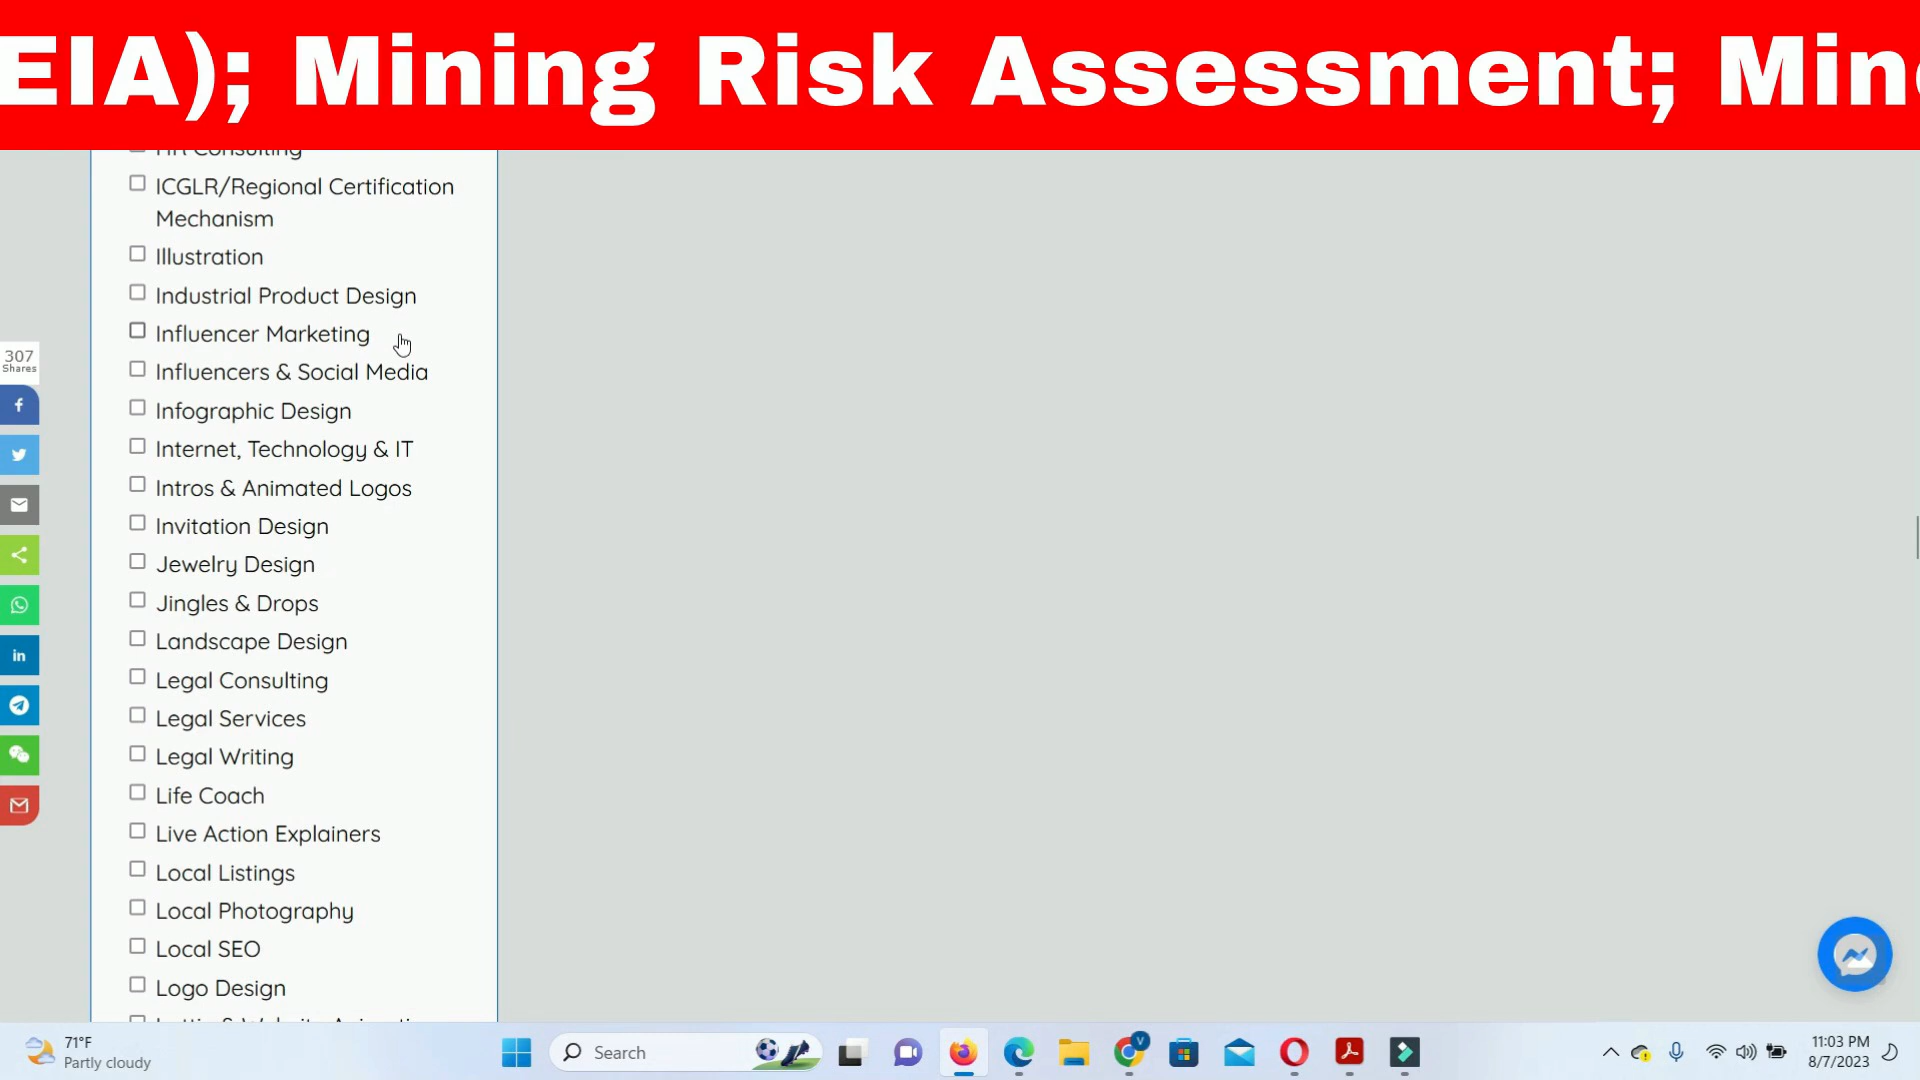 EIA); Mining Risk Assessment; Min
HR Consulting
ICGLR/Regional Certification
Mechanism
Illustration
Industrial Product Design
Influencer Marketing
Influencers & Social Media
Infographic Design
Internet, Technology & IT
Intros & Animated Logos
Invitation Design
Jewelry Design
Jingles & Drops
Landscape Design
Legal Consulting
Legal Services
Legal Writing
Life Coach
Live Action Explainers
Local Listings
Local Photography
Local SEO
Logo Design
307
Shares
71°F
Partly cloudy
Search
V
11:03 PM
8/7/2023